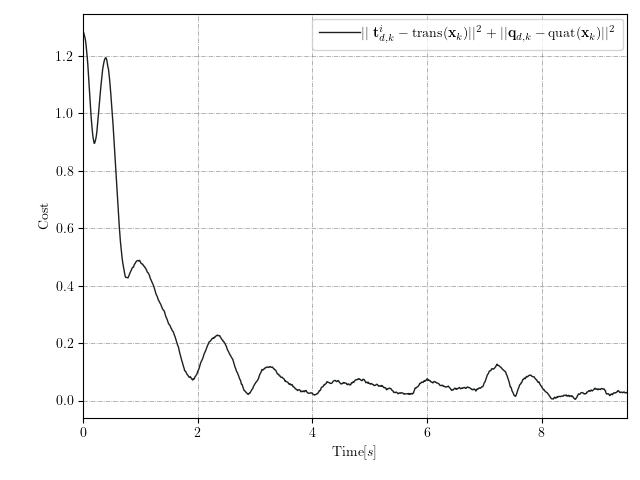 || t^i_{d,k} − trans(x_k)||^2 + ||q_{d,k} − quat(x_k)||^2
1.2
1.0
0.8
0.6
0.4
0.2
0.0
Cost
0 2 4 6 8
Time[s]